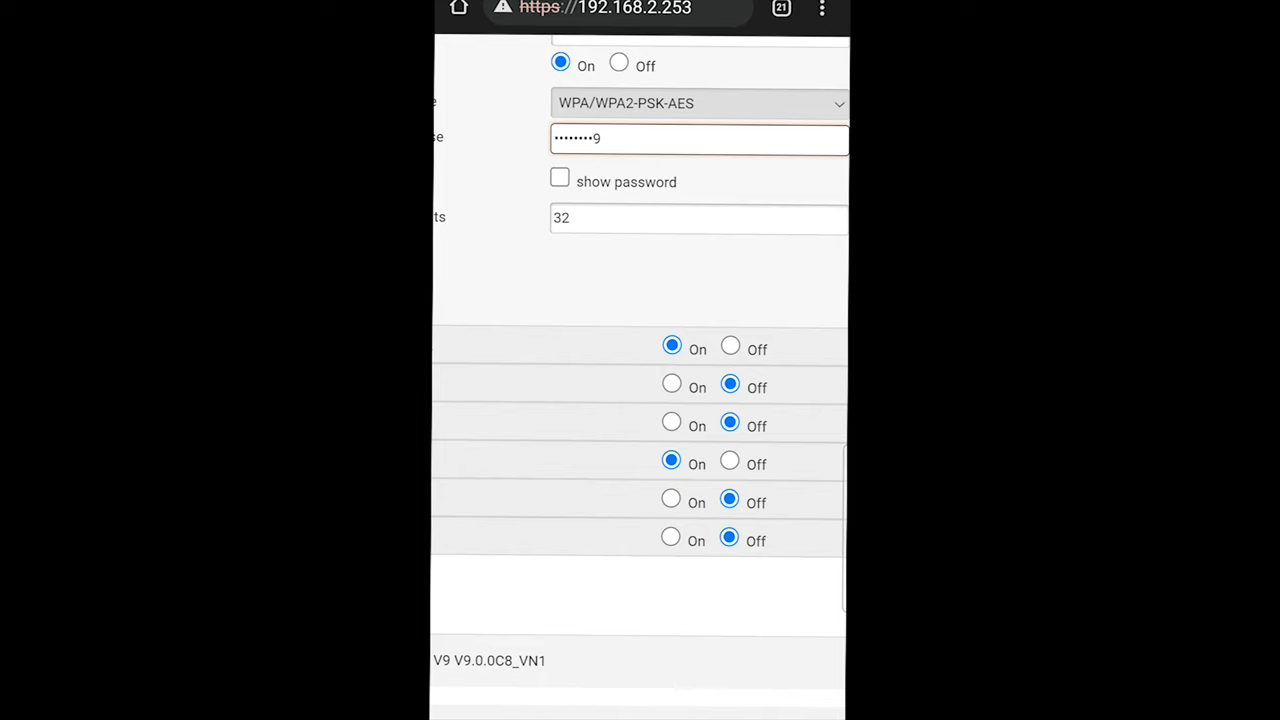 https://192.168.2.253
21
On Off
e
WPA/WPA2-PSK-AES
se
••••••••9
show password
ts
32
On Off
On Off
On Off
On Off
On Off
On Off
V9 V9.0.0C8_VN1